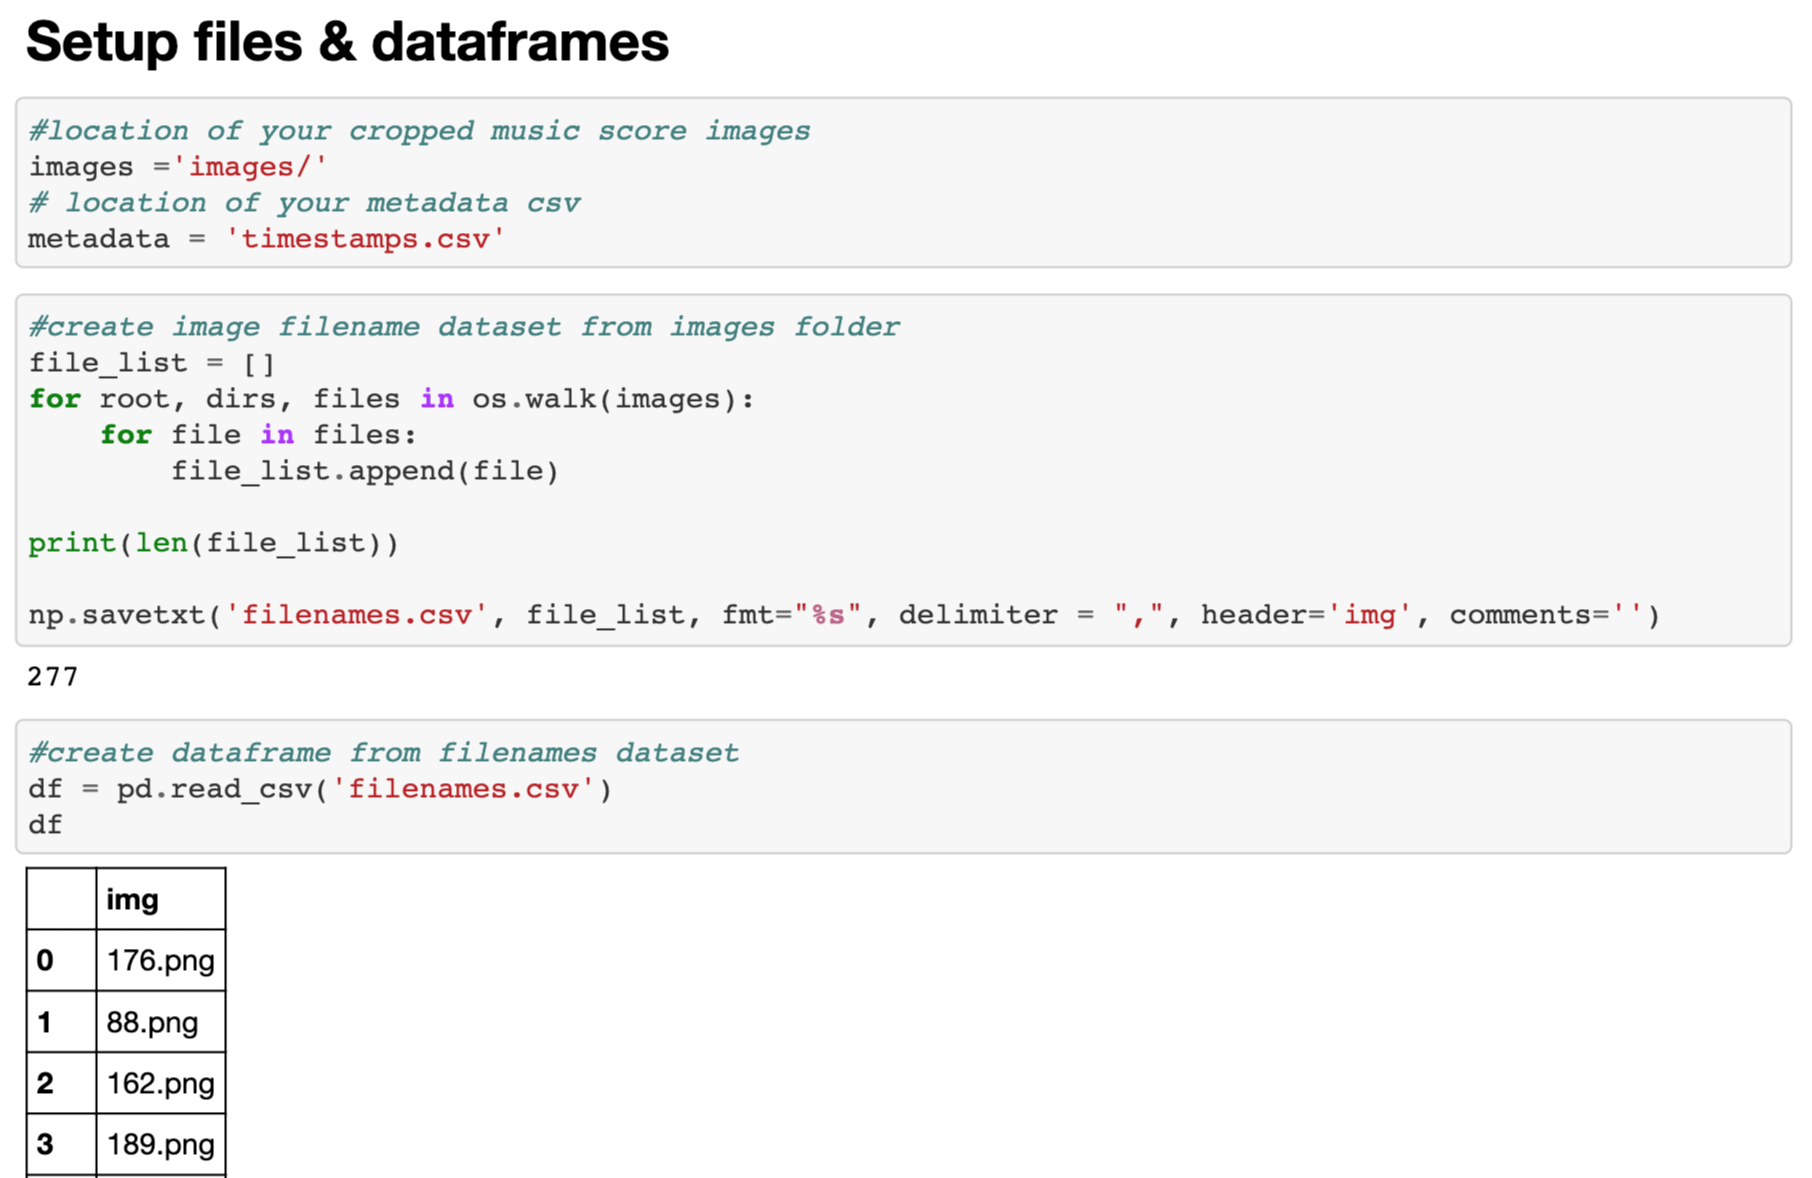 Setup files & dataframes
#location of your cropped music score images
images ='images/'
# location of your metadata csv
metadata = 'timestamps.csv'
#create image filename dataset from images folder
file_list = []
for root, dirs, files in os.walk(images):
    for file in files:
        file_list.append(file)
print(len(file_list))
np.savetxt('filenames.csv', file_list, fmt="%s", delimiter = ",", header='img', comments='')
277
#create dataframe from filenames dataset
df = pd.read_csv('filenames.csv')
df
img
0 176.png
1 88.png
2 162.png
3 189.png